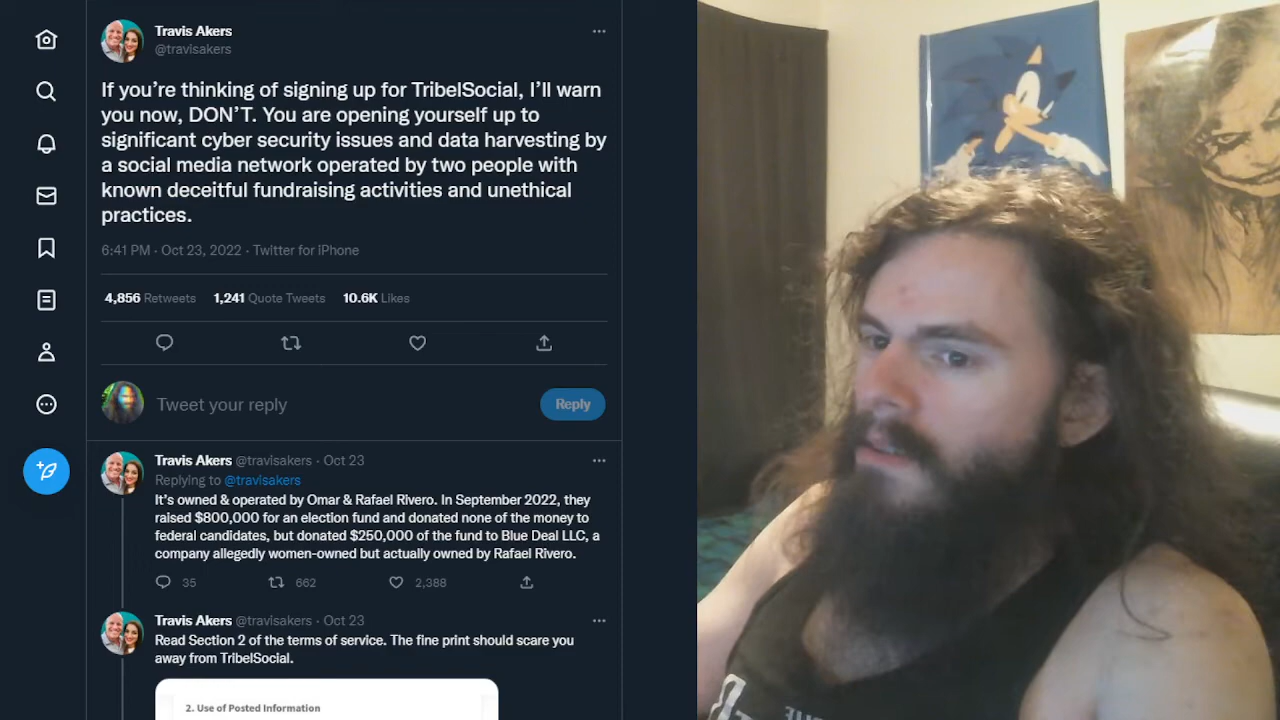 Travis Akers
@travisakers
If you're thinking of signing up for TribelSocial, I'll warn
you now, DON'T. You are opening yourself up to
significant cyber security issues and data harvesting by
a social media network operated by two people with
known deceitful fundraising activities and unethical
practices.
6:41 PM · Oct 23, 2022 · Twitter for iPhone
4,856 Retweets 1,241 Quote Tweets 10.6K Likes
Tweet your reply
Reply
Travis Akers @travisakers · Oct 23
Replying to @travisakers
It's owned & operated by Omar & Rafael Rivero. In September 2022, they
raised $800,000 for an election fund and donated none of the money to
federal candidates, but donated $250,000 of the fund to Blue Deal LLC, a
company allegedly women-owned but actually owned by Rafael Rivero.
35 662 2,388
Travis Akers @travisakers · Oct 23
Read Section 2 of the terms of service. The fine print should scare you
away from TribelSocial.
2. Use of Posted Information